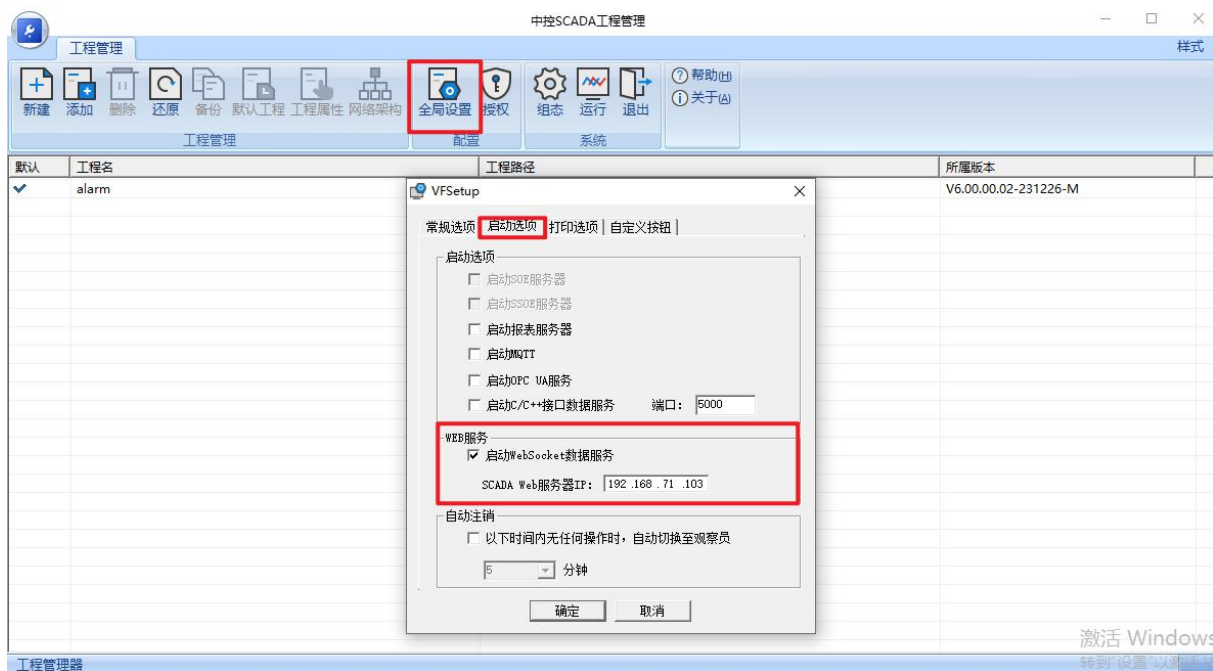 中控SCADA工程管理
工程管理
样式
新建
添加
删除
还原
备份
默认工程
工程属性
网络架构
全局设置
授权
组态
运行
退出
帮助(H)
关于(A)
工程管理
配置
系统
默认
工程名
工程路径
所属版本
alarm
V6.00.00.02-231226-M
VFSetup
常规选项
启动选项
打印选项
自定义按钮
启动选项
启动SOE服务器
启动SSOE服务器
启动报表服务器
启动MQTT
启动OPC UA服务
启动C/C++接口数据服务 端口: 5000
WEB服务
启动WebSocket数据服务
SCADA Web服务器IP: 192 .168 . 71 .103
自动注销
以下时间内无任何操作时，自动切换至观察员
5 分钟
确定
取消
激活 Windows
转到"设置"以激活
工程管理器